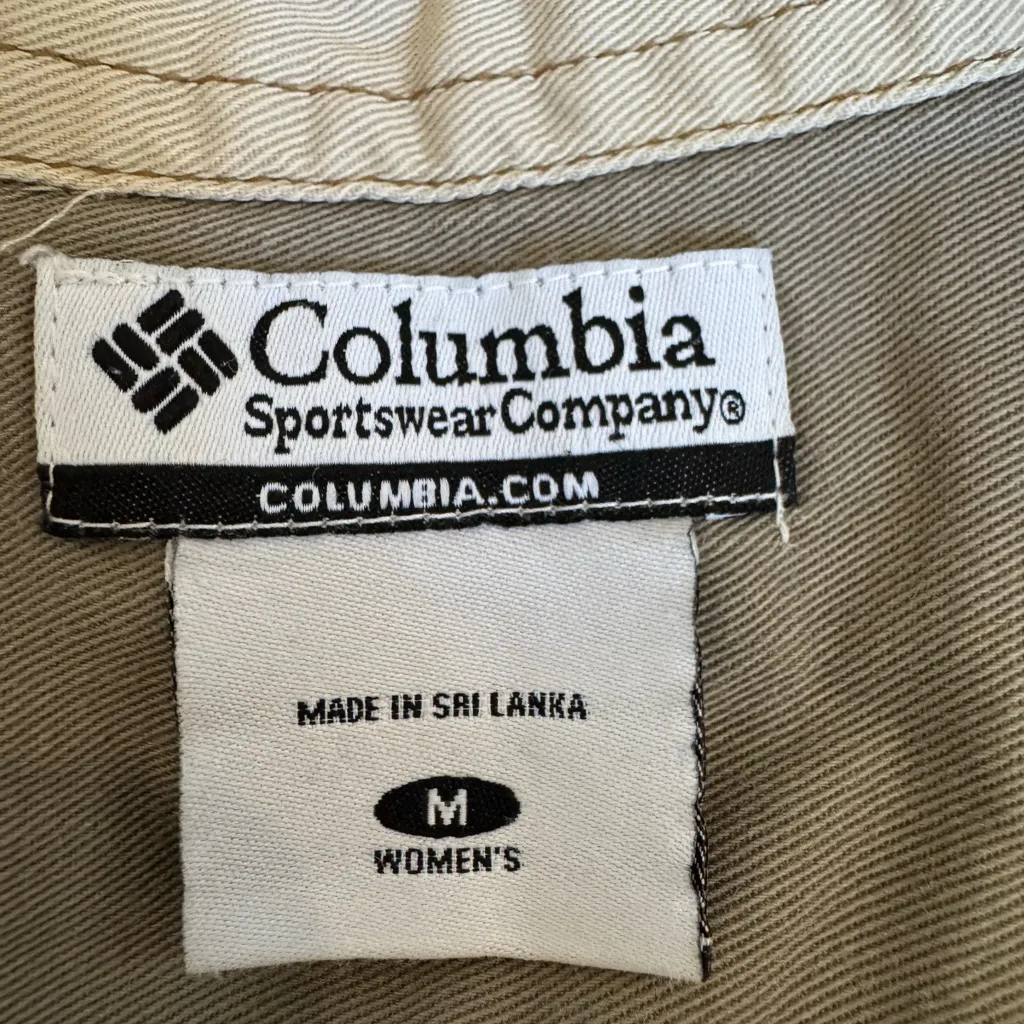 Columbia
Sportswear Company®
COLUMBIA.COM
MADE IN SRI LANKA
M
WOMEN'S